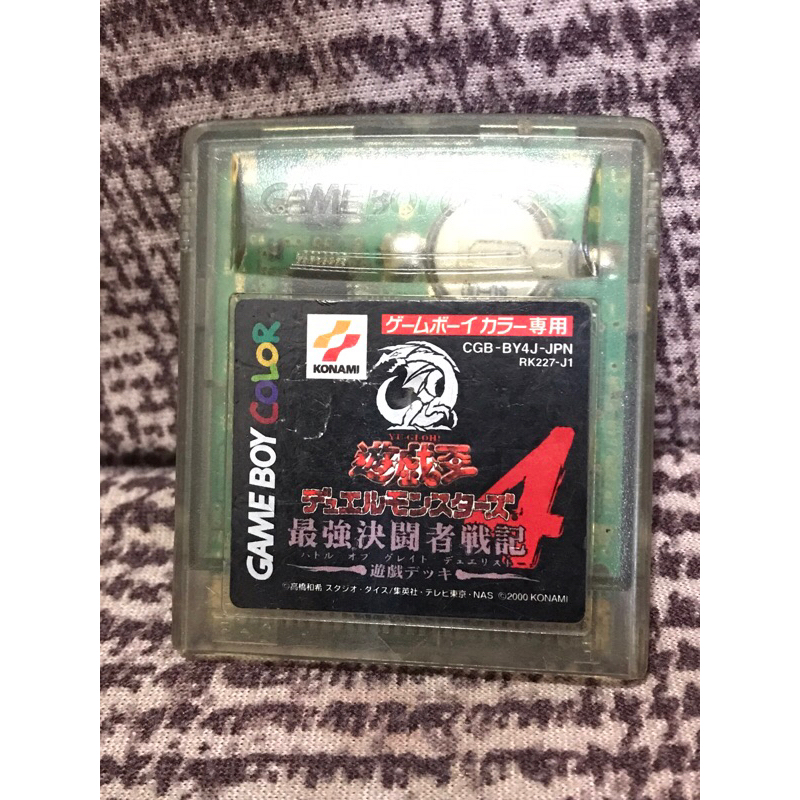 GAME BOY
ゲームボーイカラー専用
CGB-BY4J-JPN
RK227-J1
KONAMI
GAME BOY COLOR
YU-GI-OH!
遊戯王
デュエルモンスターズ
4
最強決闘者戦記
バトル オブ グレイト デュエリスト
遊戯デッキ
©高橋和希 スタジオ・ダイス/集英社・テレビ東京・NAS ©2000 KONAMI